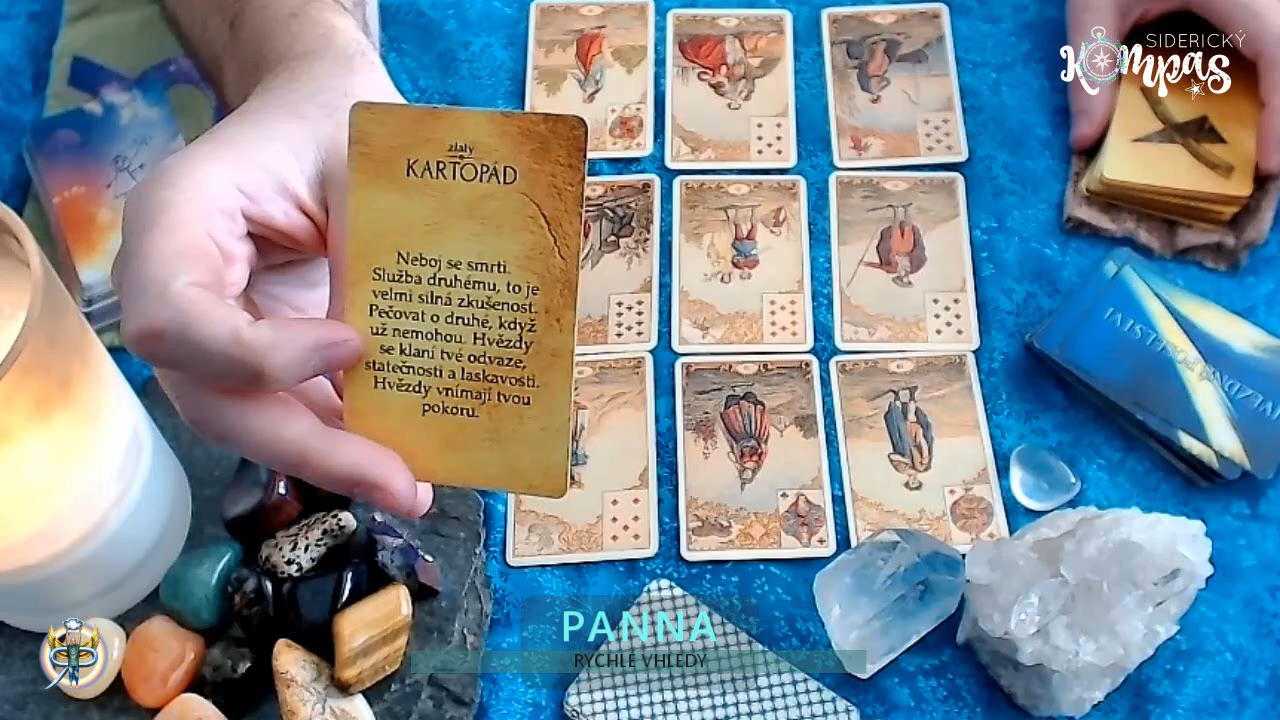 SIDERICKÝ
KOMPAS
zlatý
KARTOPÁD
Neboj se smrti.
Služba druhému, to je
velmi silná zkušenost.
Pečovat o druhé, když
už nemohou. Hvězdy
se klaní tvé odvaze,
statečnosti a laskavosti.
Hvězdy vnímají tvou
pokoru.
PANNA
RYCHLÉ VHLEDY